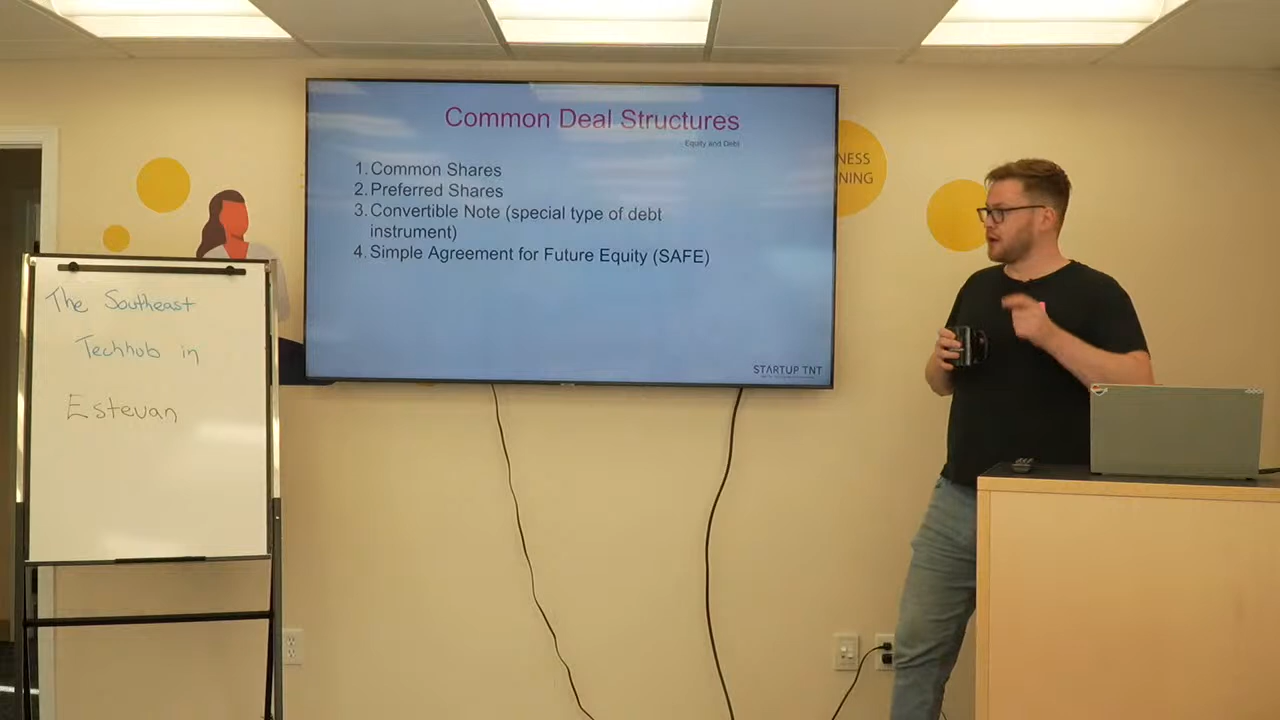 The Southeast
Techhub in
Estevan
Common Deal Structures
Equity and Debt
1. Common Shares
2. Preferred Shares
3. Convertible Note (special type of debt
instrument)
4. Simple Agreement for Future Equity (SAFE)
STARTUP TNT
NESS
NING